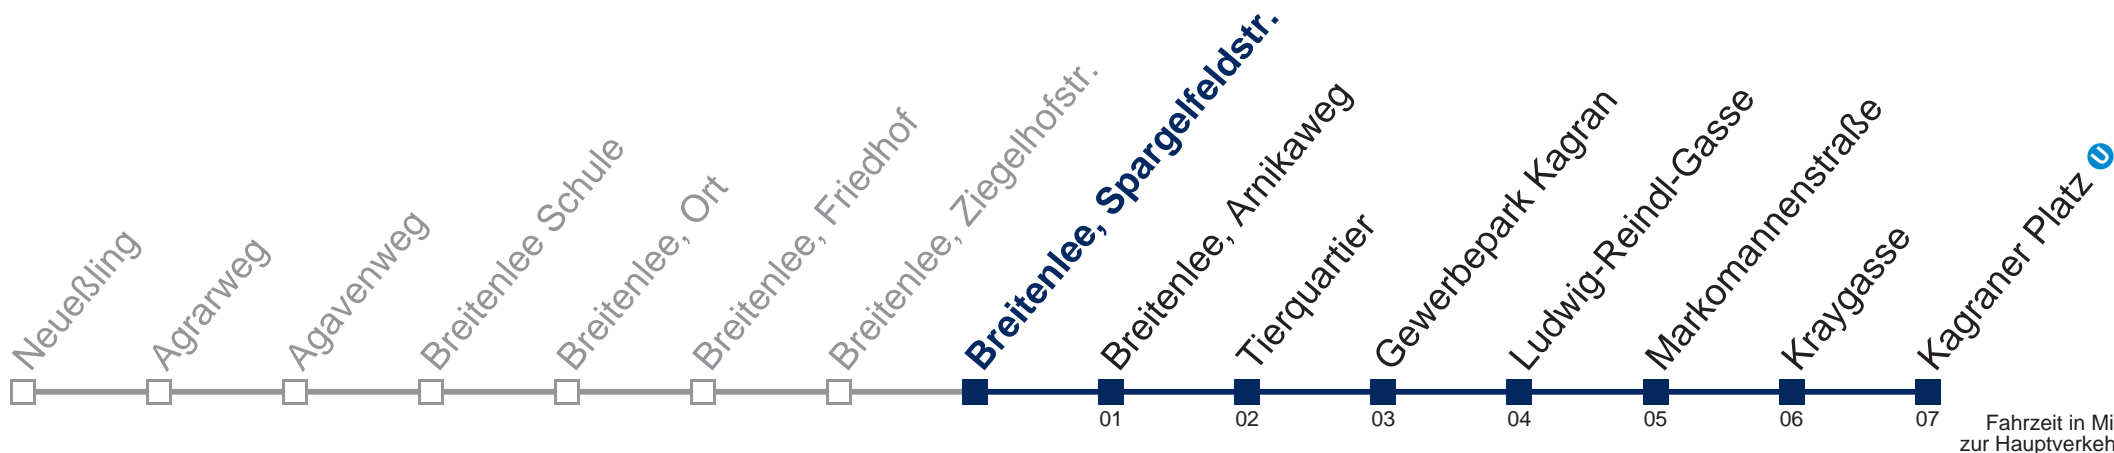 Neueßling
Agrarweg
Agavenweg
Breitenlee Schule
Breitenlee, Ort
Breitenlee, Friedhof
Breitenlee, Ziegelhofstr.
Breitenlee, Spargelfeldstr.
Breitenlee, Arnikaweg
Tierquartier
Gewerbepark Kagran
Ludwig-Reindl-Gasse
Markomannenstraße
Kraygasse
Kagraner Platz U
01 02 03 04 05 06 07
Fahrzeit in Mi
zur Hauptverkeh